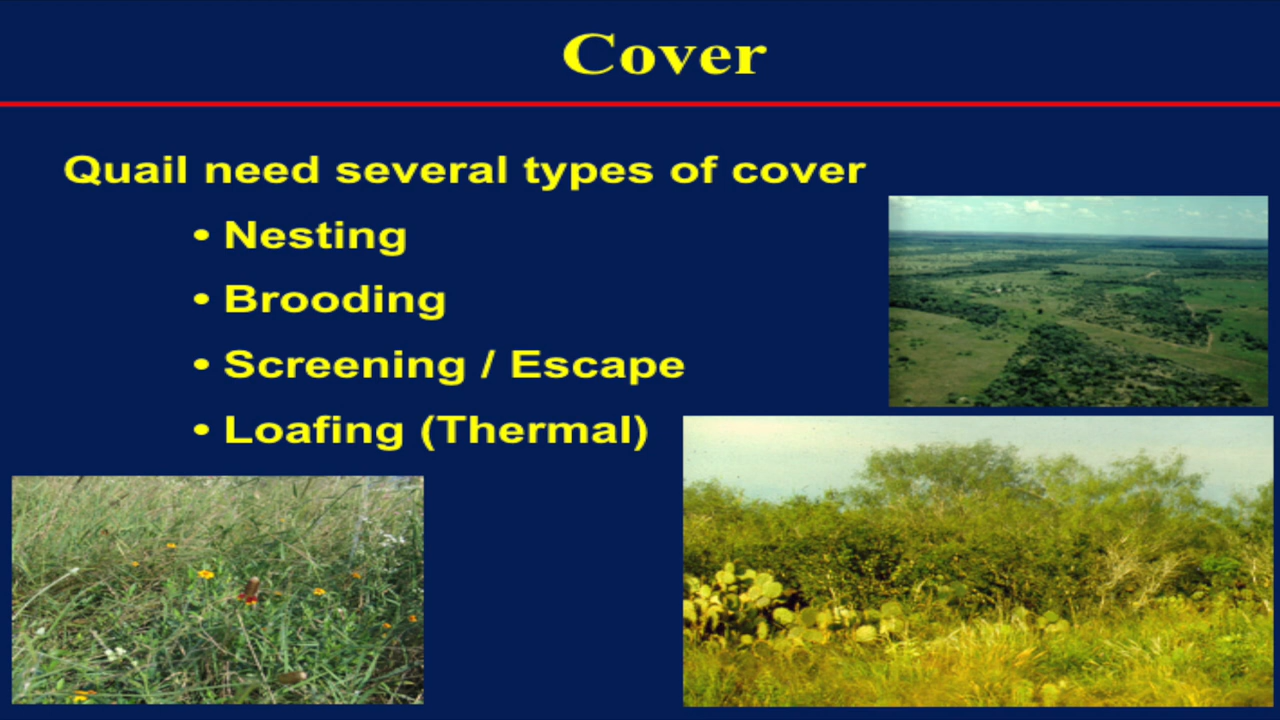 Cover
Quail need several types of cover
• Nesting
• Brooding
• Screening / Escape
• Loafing (Thermal)